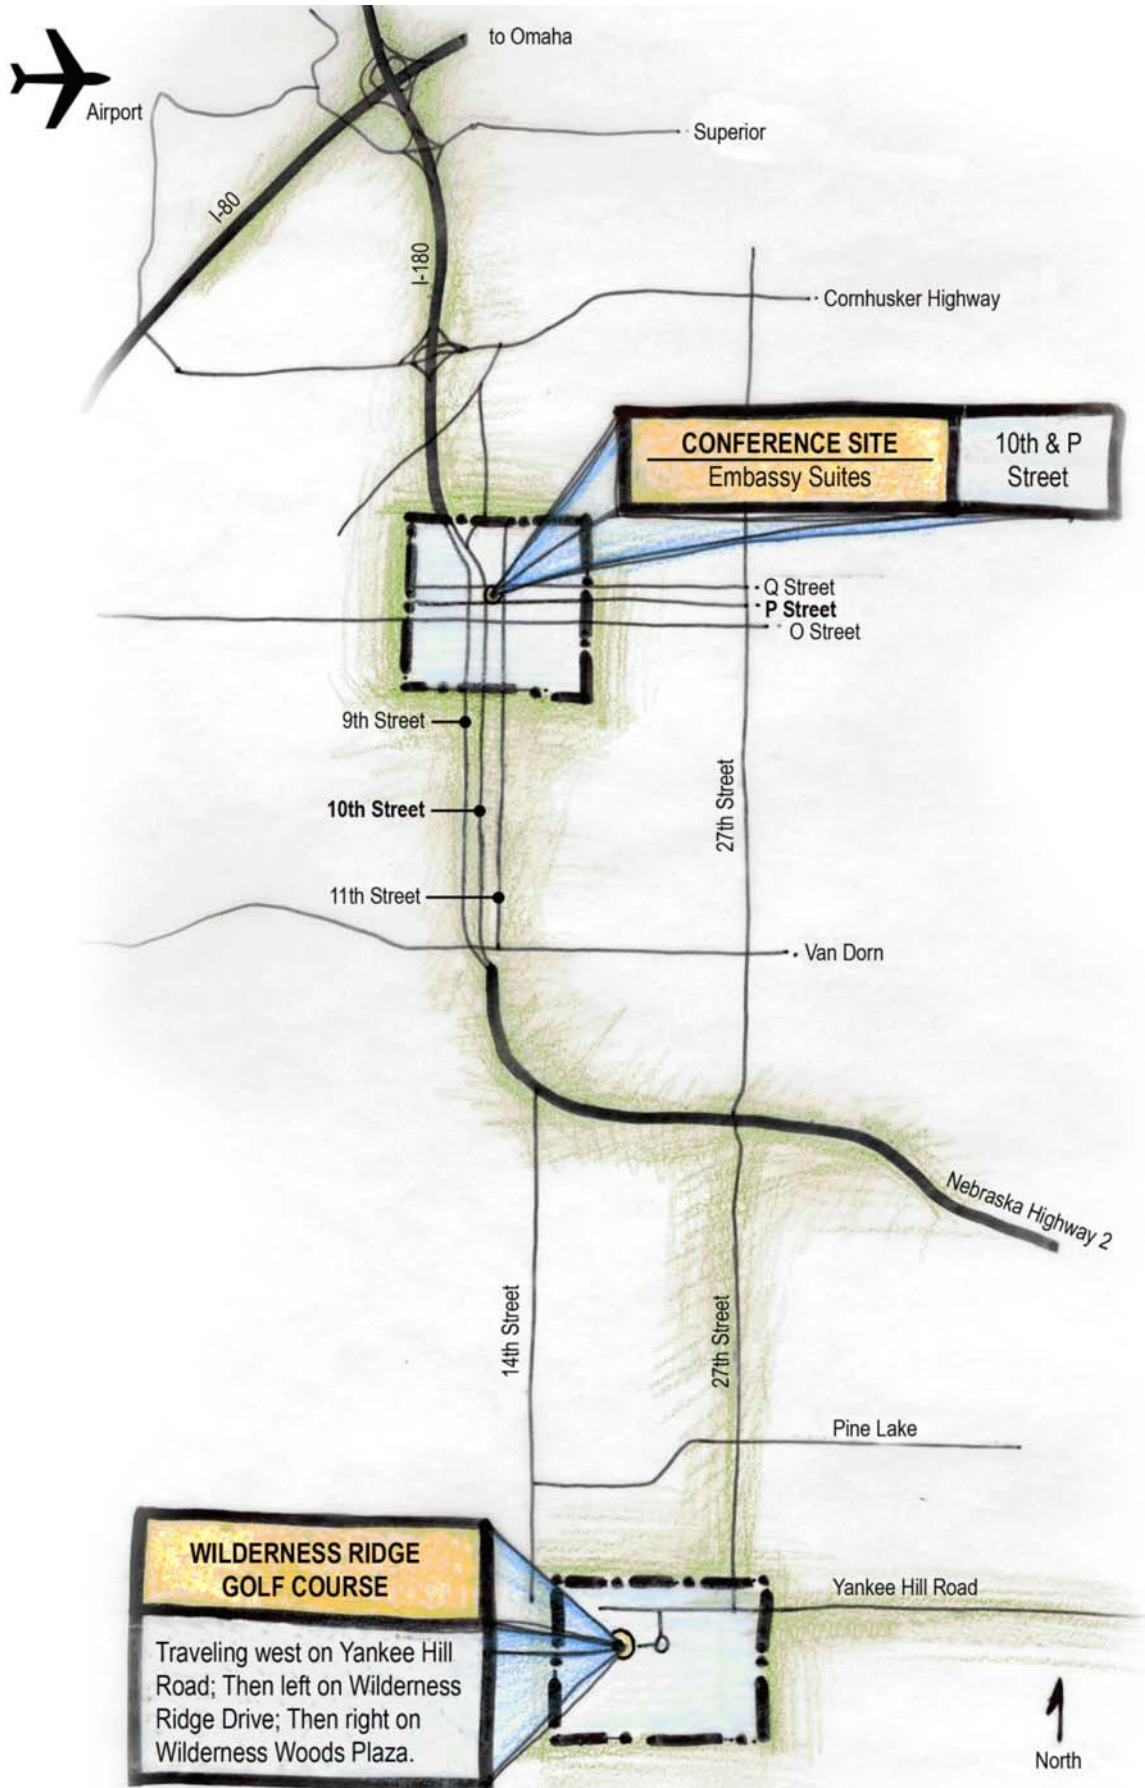 to Omaha
Airport
Superior
I-80
I-180
Cornhusker Highway
CONFERENCE SITE
Embassy Suites
10th & P
Street
Q Street
P Street
O Street
9th Street
10th Street
27th Street
11th Street
Van Dorn
Nebraska Highway 2
14th Street
27th Street
Pine Lake
WILDERNESS RIDGE
GOLF COURSE
Yankee Hill Road
Traveling west on Yankee Hill
Road; Then left on Wilderness
Ridge Drive; Then right on
Wilderness Woods Plaza.
North